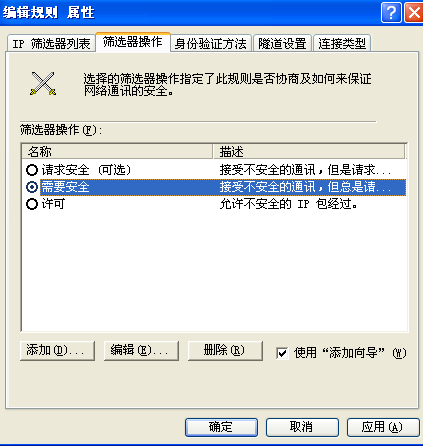 编辑规则 属性
IP 筛选器列表 筛选器操作 身份验证方法 隧道设置 连接类型
选择的筛选器操作指定了此规则是否协商及如何来保证
网络通讯的安全。
筛选器操作(F):
名称 描述
请求安全 (可选) 接受不安全的通讯，但是请求...
需要安全 接受不安全的通讯，但总是请...
许可 允许不安全的 IP 包经过。
添加(D)... 编辑(E)... 删除(R) 使用“添加向导”(W)
确定 取消 应用(A)